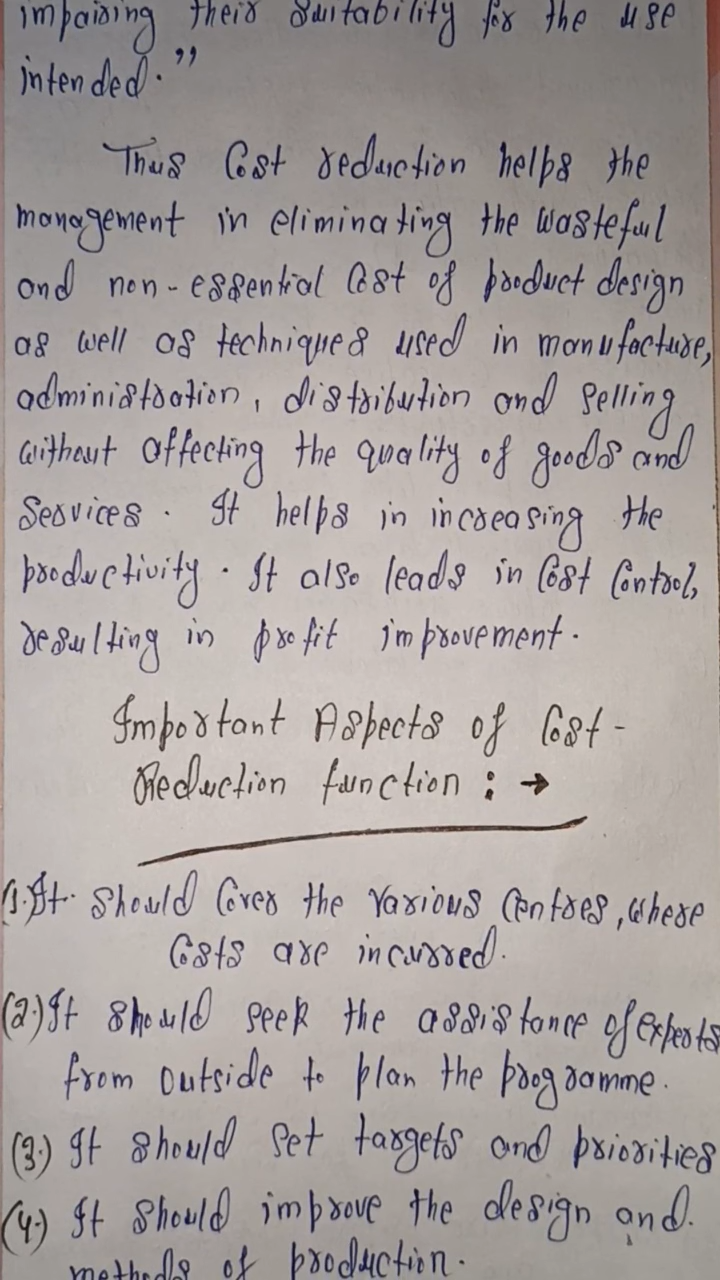 impairing their suitability for the use
intended."
Thus Cost reduction helps the
management in eliminating the wasteful
and non-essential Cost of product design
as well as techniques used in manufacture,
administration, distribution and selling
without affecting the quality of goods and
Services. It helps in increasing the
productivity. It also leads in Cost Control,
resulting in profit improvement.
Important Aspects of Cost-
Reduction function : →
(1.) It should Cover the various Centres, where
Costs are incurred.
(2.) It should seek the assistance of experts
from outside to plan the programme.
(3.) It should set targets and priorities
(4.) It should improve the design and.
methods of production.